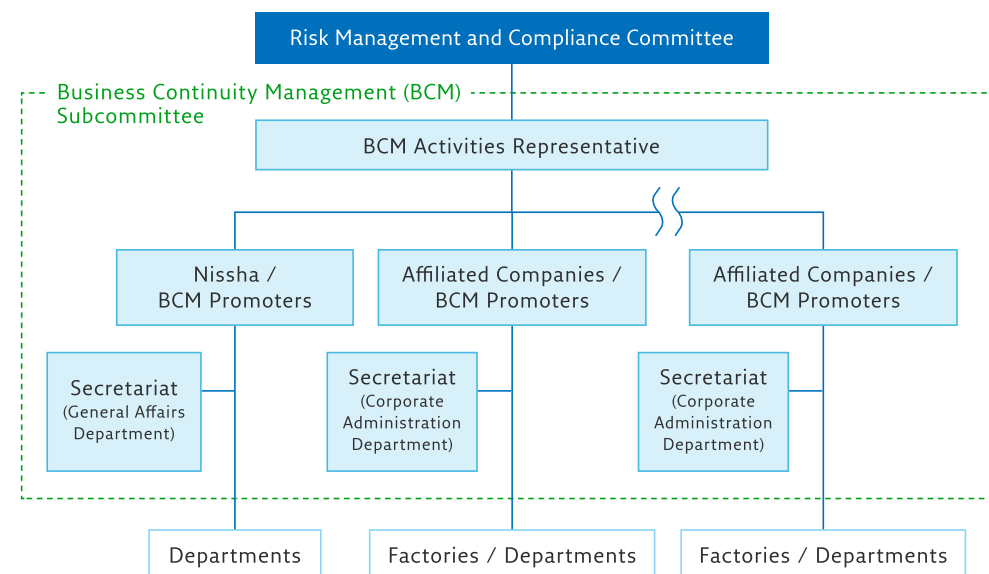 Risk Management and Compliance Committee
Business Continuity Management (BCM)
Subcommittee
BCM Activities Representative
Nissha /
BCM Promoters
Affiliated Companies /
BCM Promoters
Affiliated Companies /
BCM Promoters
Secretariat
(General Affairs
Department)
Secretariat
(Corporate
Administration
Department)
Secretariat
(Corporate
Administration
Department)
Departments
Factories / Departments
Factories / Departments